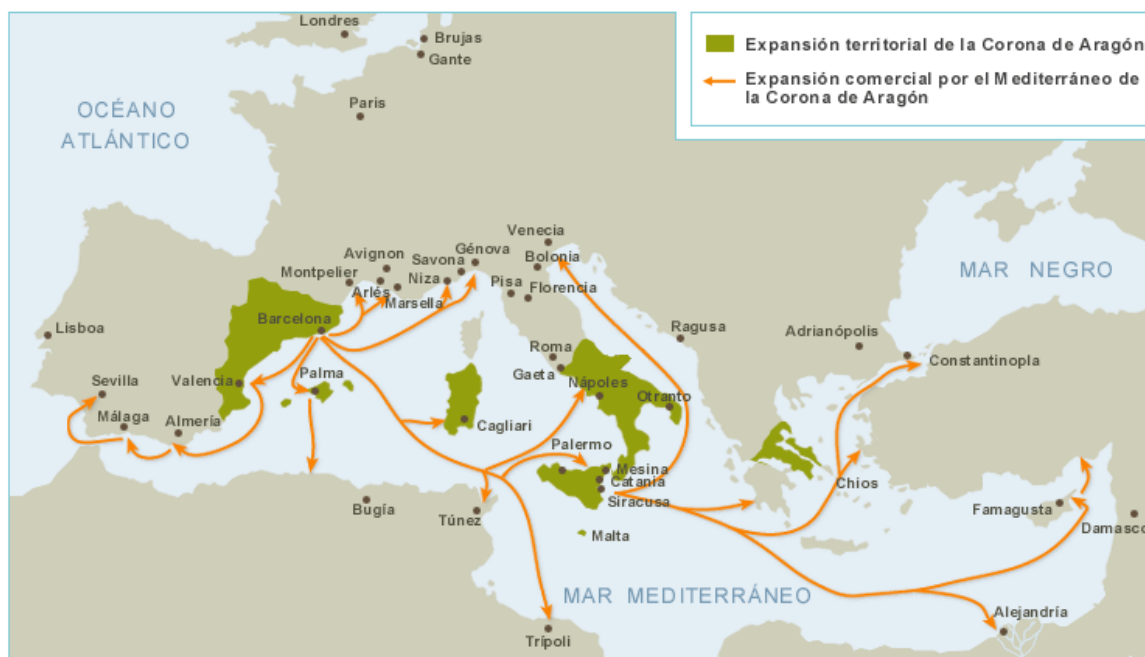 Londres
Brujas
Gante
Expansión territorial de la Corona de Aragón
Expansión comercial por el Mediterráneo de
la Corona de Aragón
OCÉANO
ATLÁNTICO
Paris
Venecia
Avignon
Savona
Génova
Bolonia
Montpelier
Niza
MAR NEGRO
Arlés
Marsella
Pisa
Florencia
Barcelona
Lisboa
Ragusa
Adrianópolis
Roma
Constantinopla
Gaeta
Sevilla
Valencia
Palma
Nápoles
Otranto
Málaga
Almería
Cagliari
Palermo
Mesina
Catania
Chios
Siracusa
Bugía
Túnez
Famagusta
Damasco
Malta
MAR MEDITERRÁNEO
Alejandría
Trípoli